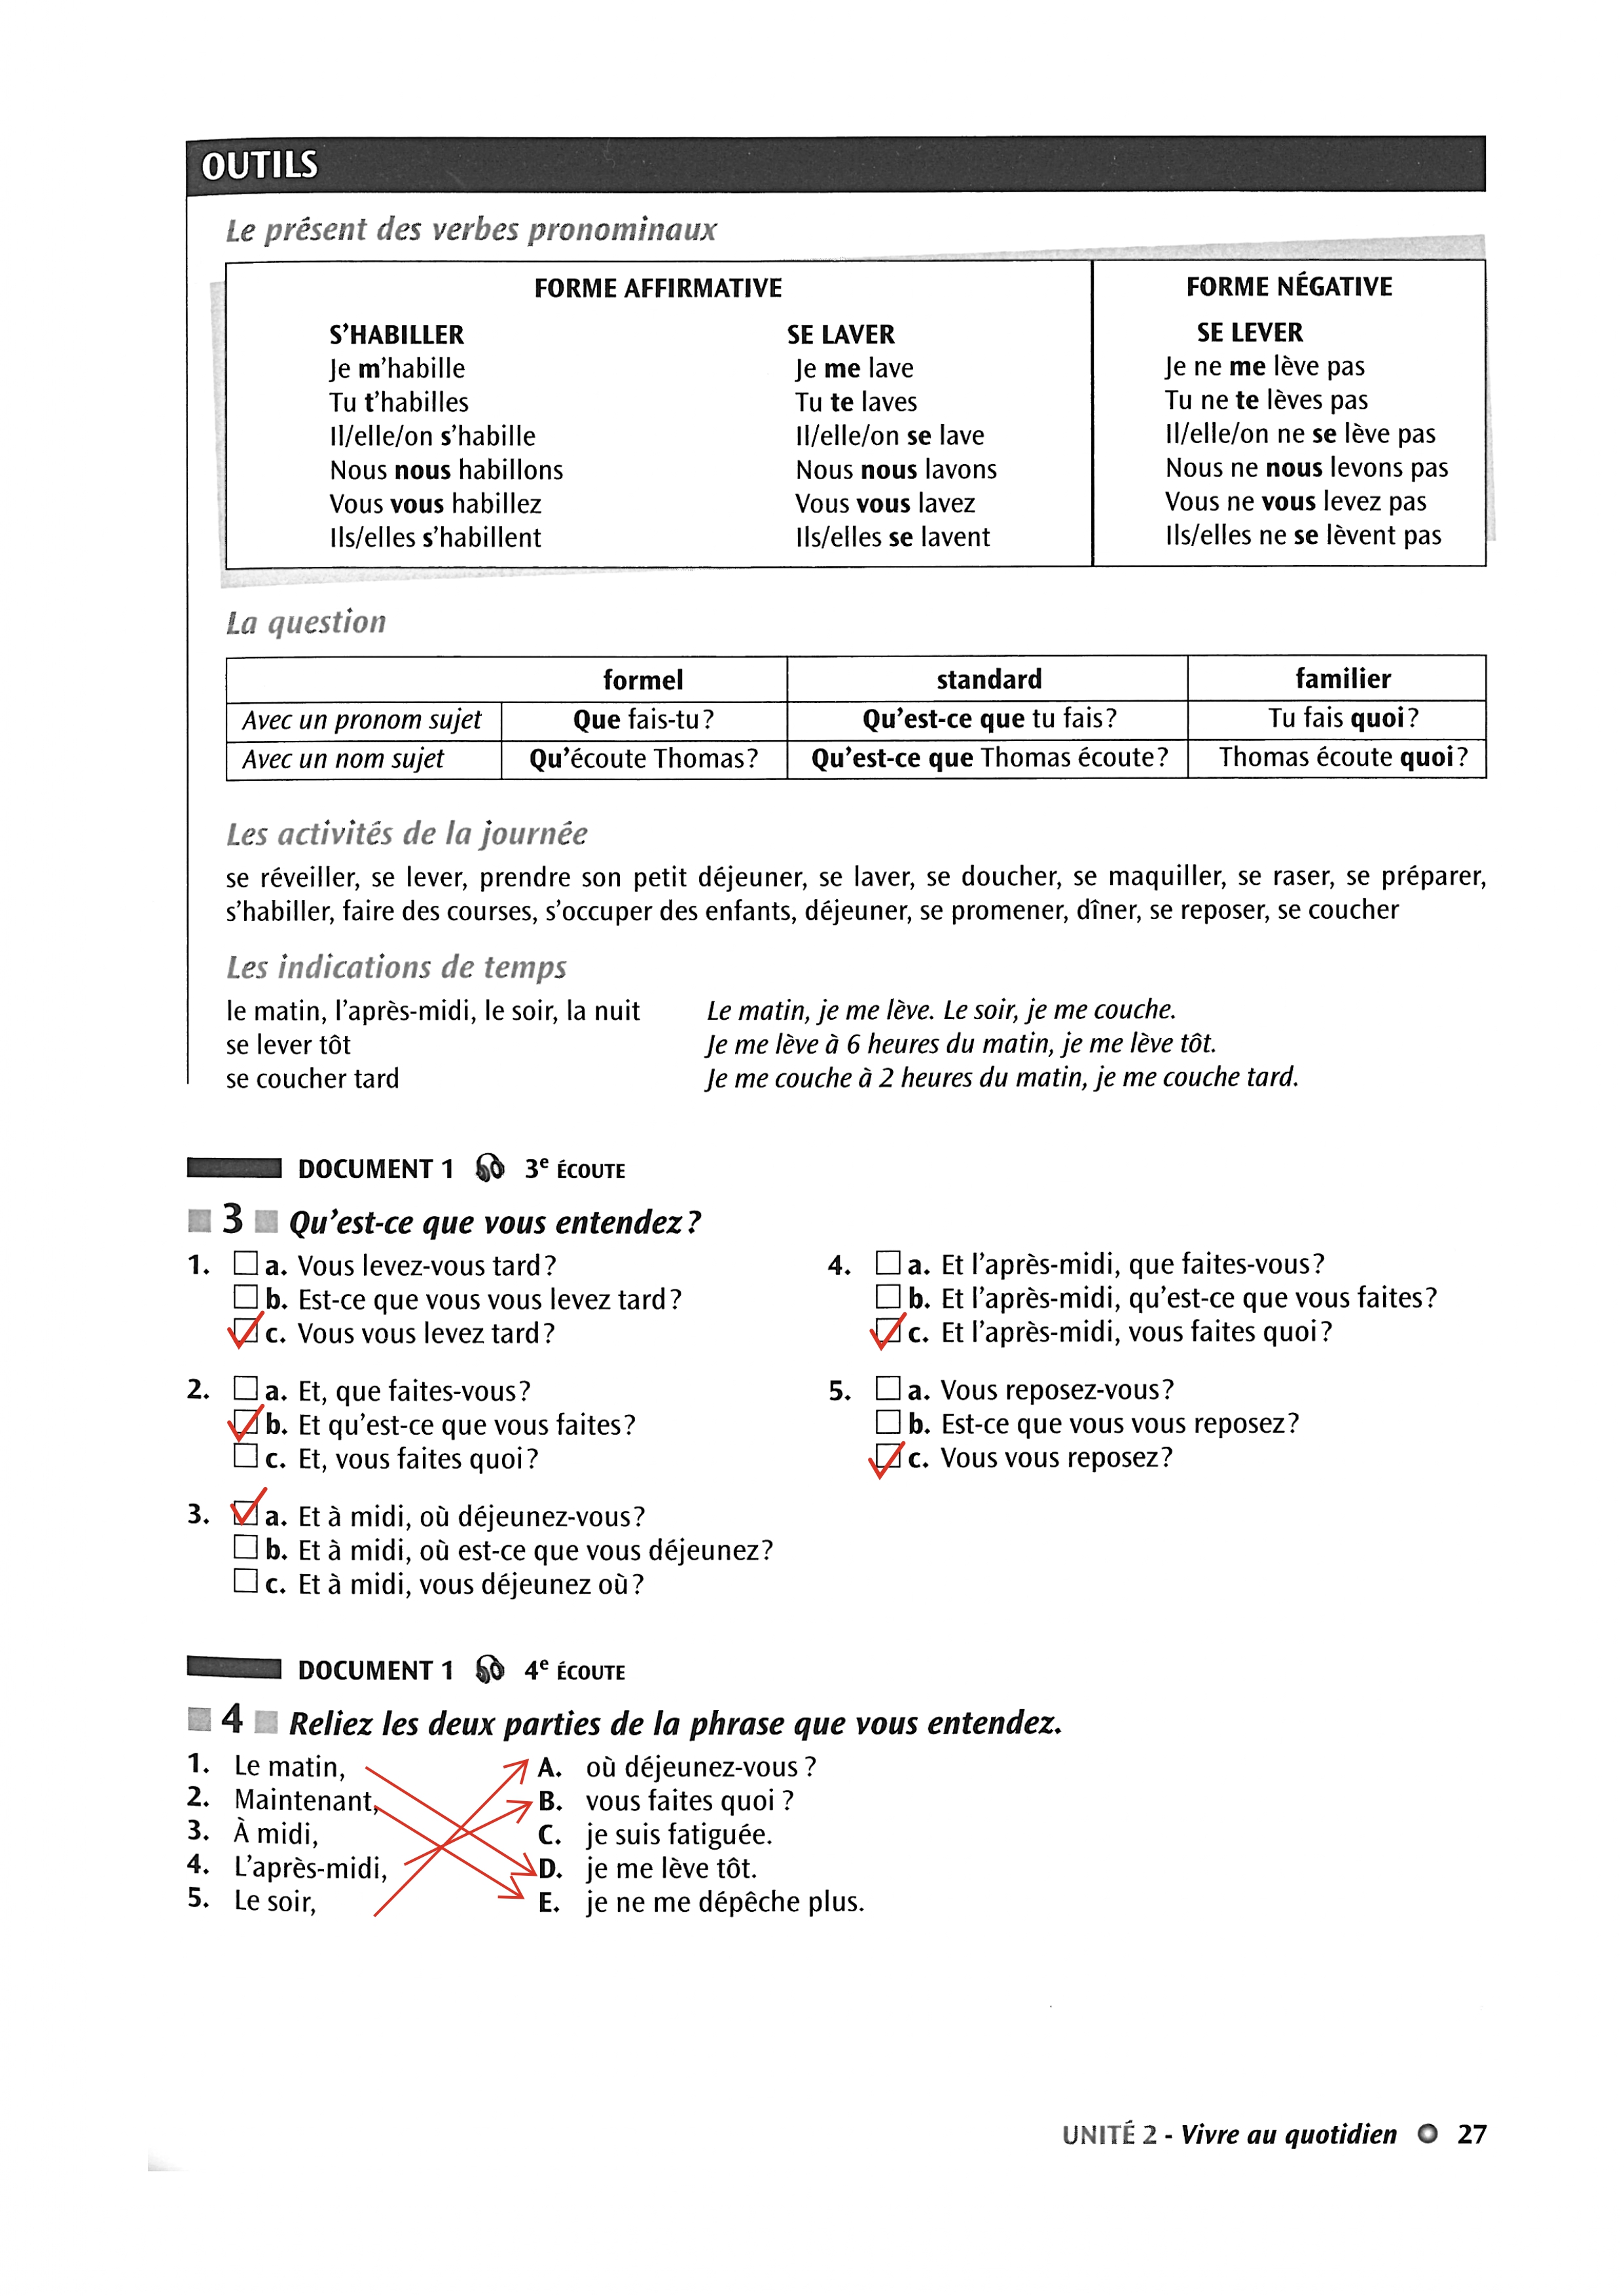 OUTILS
Le présent des verbes pronominaux
FORME AFFIRMATIVE
S'HABILLER
Je m'habille
Tu t'habilles
Il/elle/on s'habille
Nous nous habillons
Vous vous habillez
Ils/elles s'habillent
SE LAVER
Je me lave
Tu te laves
Il/elle/on se lave
Nous nous lavons
Vous vous lavez
Ils/elles se lavent
FORME NÉGATIVE
SE LEVER
Je ne me lève pas
Tu ne te lèves pas
Il/elle/on ne se lève pas
Nous ne nous levons pas
Vous ne vous levez pas
Ils/elles ne se lèvent pas
La question
formel standard familier
Avec un pronom sujet Que fais-tu ? Qu'est-ce que tu fais ? Tu fais quoi ?
Avec un nom sujet Qu'écoute Thomas ? Qu'est-ce que Thomas écoute ? Thomas écoute quoi ?
Les activités de la journée
se réveiller, se lever, prendre son petit déjeuner, se laver, se doucher, se maquiller, se raser, se préparer,
s'habiller, faire des courses, s'occuper des enfants, déjeuner, se promener, dîner, se reposer, se coucher
Les indications de temps
le matin, l'après-midi, le soir, la nuit Le matin, je me lève. Le soir, je me couche.
se lever tôt Je me lève à 6 heures du matin, je me lève tôt.
se coucher tard Je me couche à 2 heures du matin, je me couche tard.
DOCUMENT 1 3e ÉCOUTE
3 Qu'est-ce que vous entendez ?
1. a. Vous levez-vous tard ?
b. Est-ce que vous vous levez tard ?
c. Vous vous levez tard ?
2. a. Et, que faites-vous ?
b. Et qu'est-ce que vous faites ?
c. Et, vous faites quoi ?
3. a. Et à midi, où déjeunez-vous ?
b. Et à midi, où est-ce que vous déjeunez ?
c. Et à midi, vous déjeunez où ?
4. a. Et l'après-midi, que faites-vous ?
b. Et l'après-midi, qu'est-ce que vous faites ?
c. Et l'après-midi, vous faites quoi ?
5. a. Vous reposez-vous ?
b. Est-ce que vous vous reposez ?
c. Vous vous reposez ?
DOCUMENT 1 4e ÉCOUTE
4 Reliez les deux parties de la phrase que vous entendez.
1. Le matin, A. où déjeunez-vous ?
2. Maintenant, B. vous faites quoi ?
3. À midi, C. je suis fatiguée.
4. L'après-midi, D. je me lève tôt.
5. Le soir, E. je ne me dépêche plus.
UNITÉ 2 - Vivre au quotidien 27